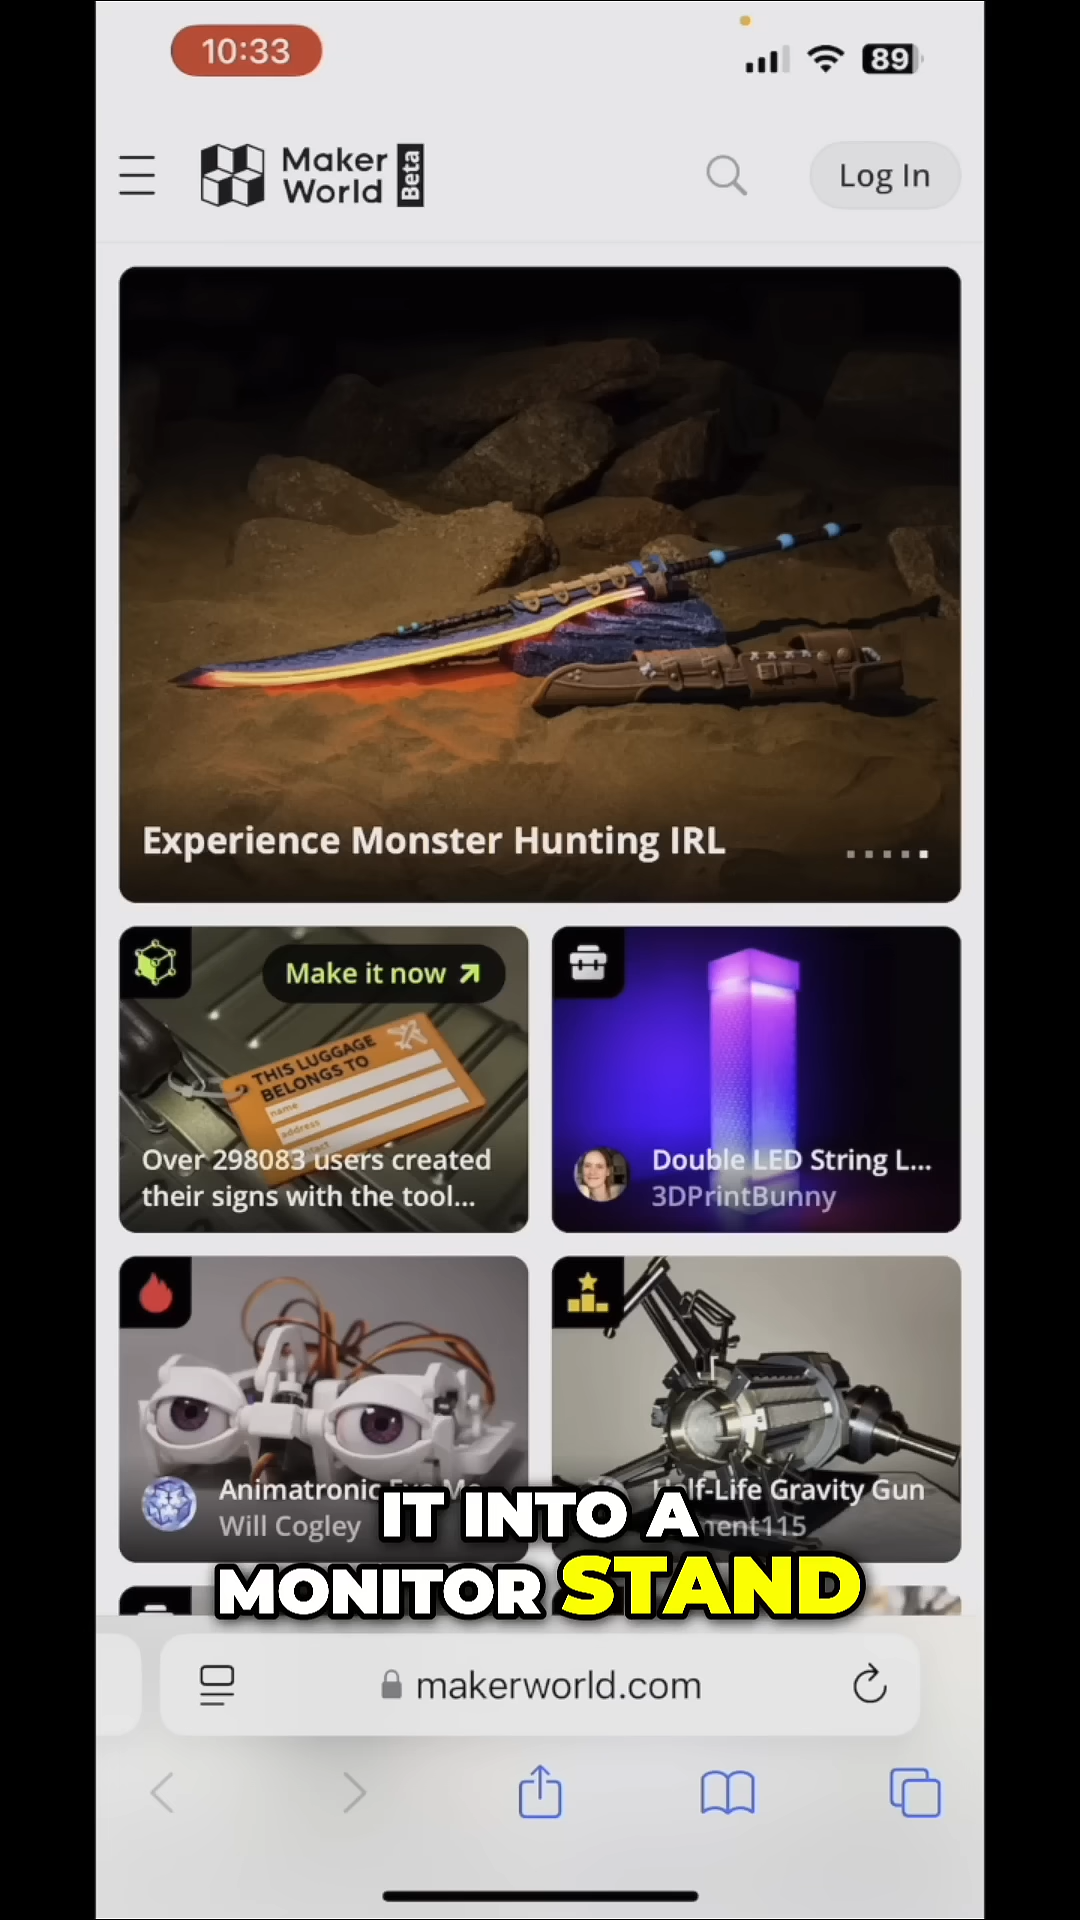 10:33
89
Maker
World
Beta
Log In
Experience Monster Hunting IRL
Make it now
THIS LUGGAGE
BELONGS TO
name
address
Over 298083 users created
their signs with the tool...
Double LED String L...
3DPrintBunny
Animatronic
Will Cogley
Half-Life Gravity Gun
ment115
IT INTO A
MONITOR STAND
makerworld.com